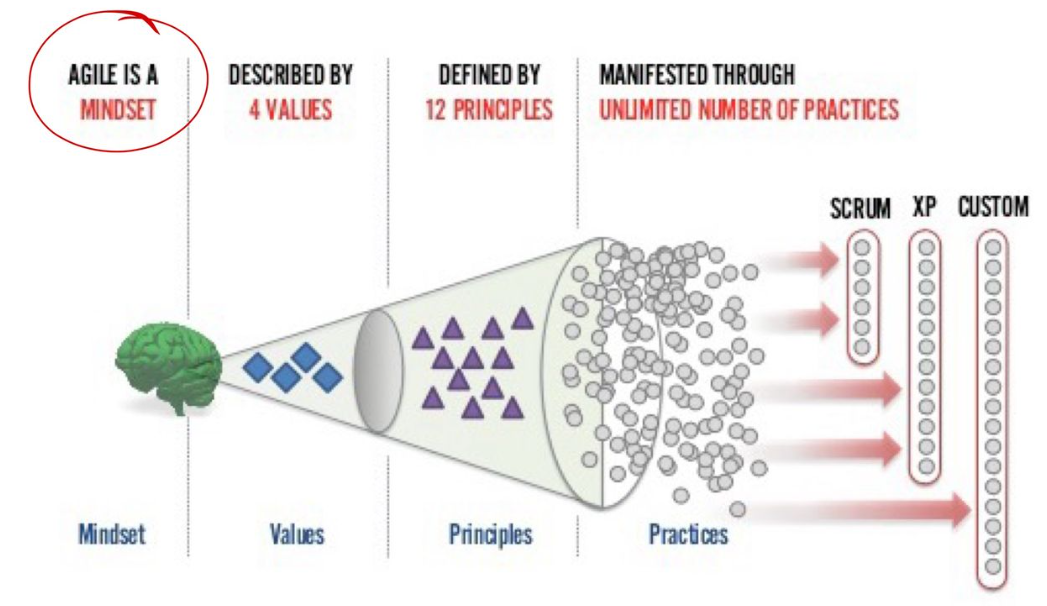 AGILE IS A
MINDSET
DESCRIBED BY
4 VALUES
DEFINED BY
12 PRINCIPLES
MANIFESTED THROUGH
UNLIMITED NUMBER OF PRACTICES
SCRUM
XP
CUSTOM
Mindset
Values
Principles
Practices